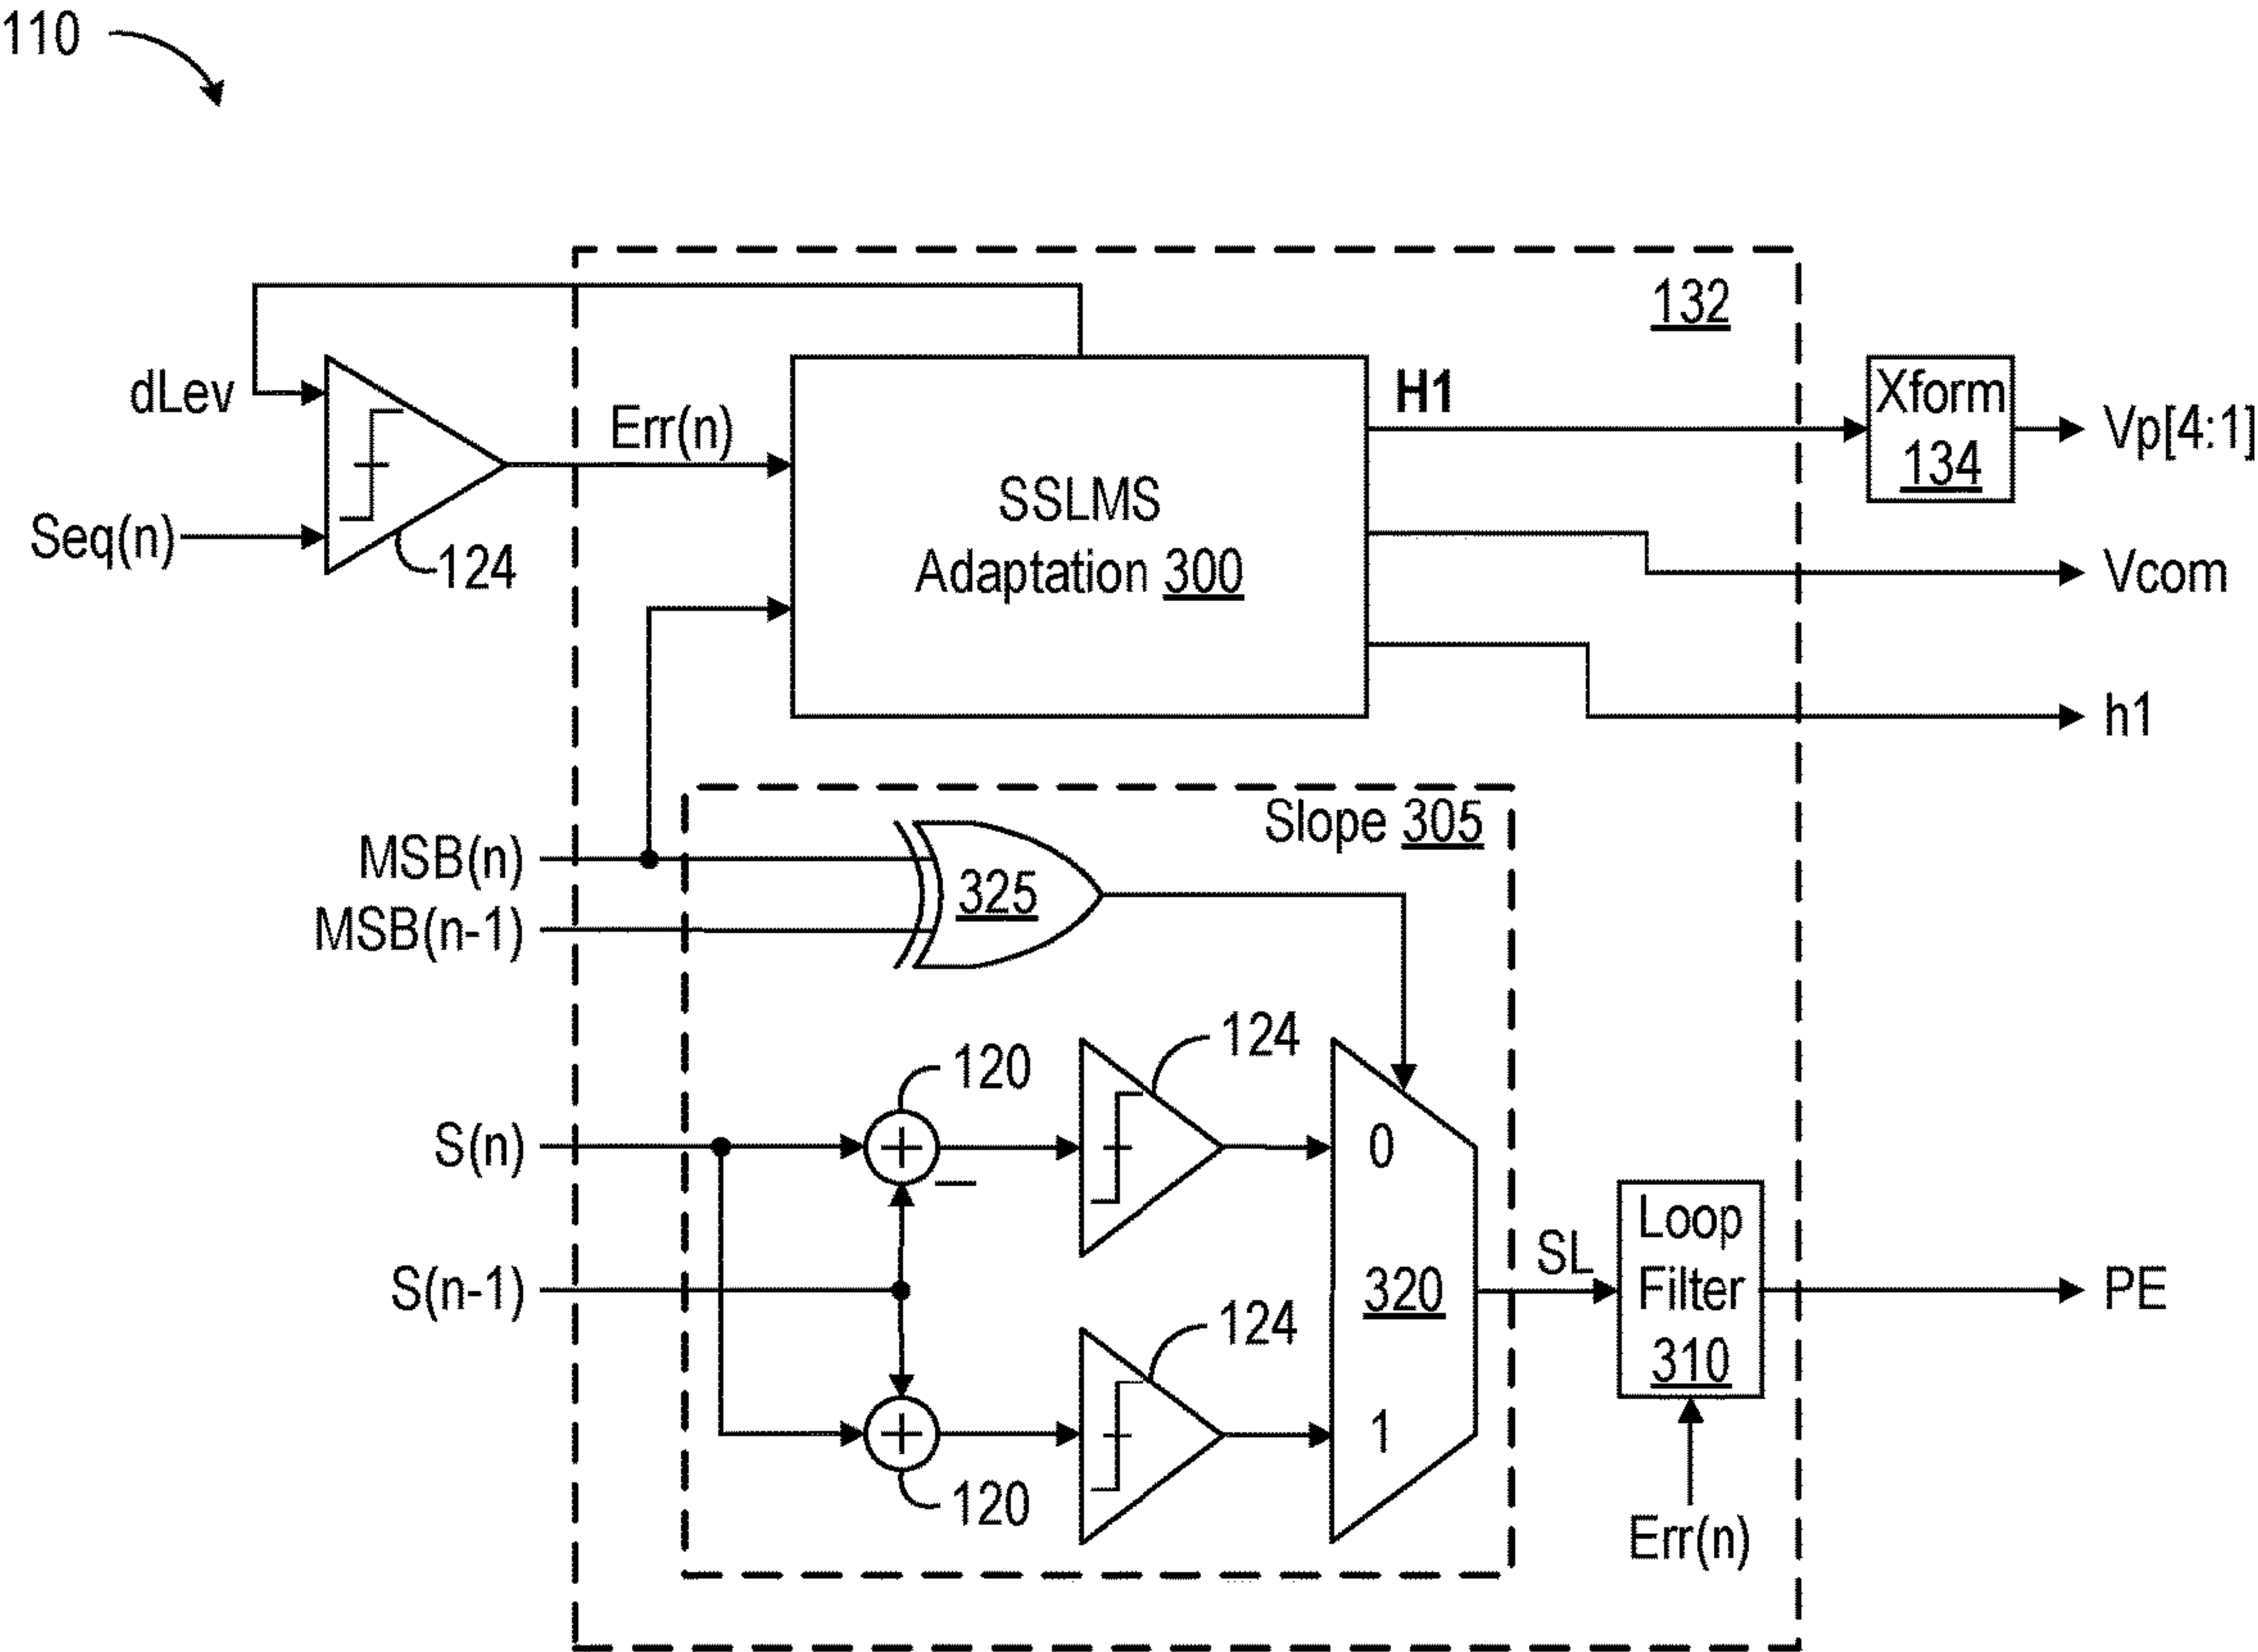 110
132
dLev
Err(n)
H1
Xform
134
Vp[4:1]
Seq(n)
124
SSLMS
Adaptation 300
Vcom
h1
Slope 305
MSB(n)
MSB(n-1)
325
120
124
S(n)
0
S(n-1)
124
320
SL
Loop
Filter
310
PE
1
120
Err(n)